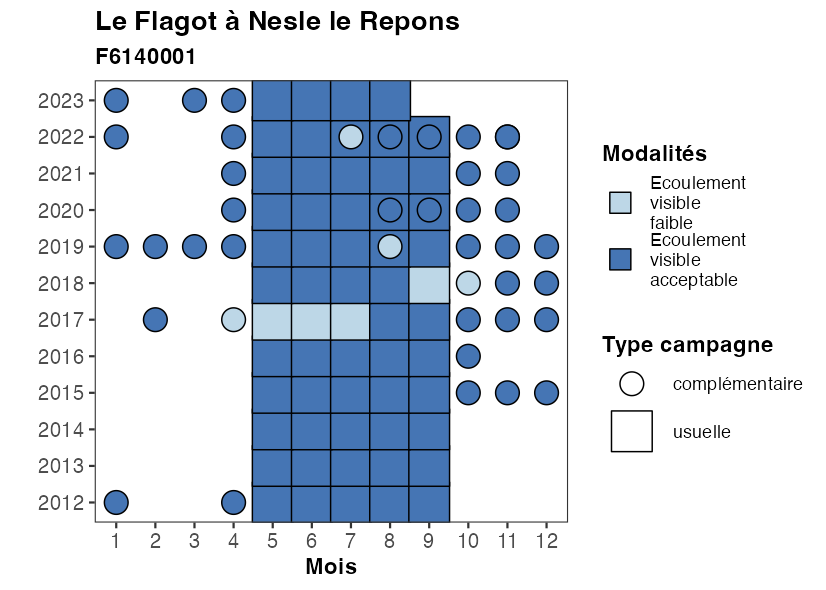 Le Flagot à Nesle le Repons
F6140001
2023
2022
2021
2020
2019
2018
2017
2016
2015
2014
2013
2012
1 2 3 4 5 6 7 8 9 10 11 12
Mois
Modalités
Ecoulement
visible
faible
Ecoulement
visible
acceptable
Type campagne
complémentaire
usuelle